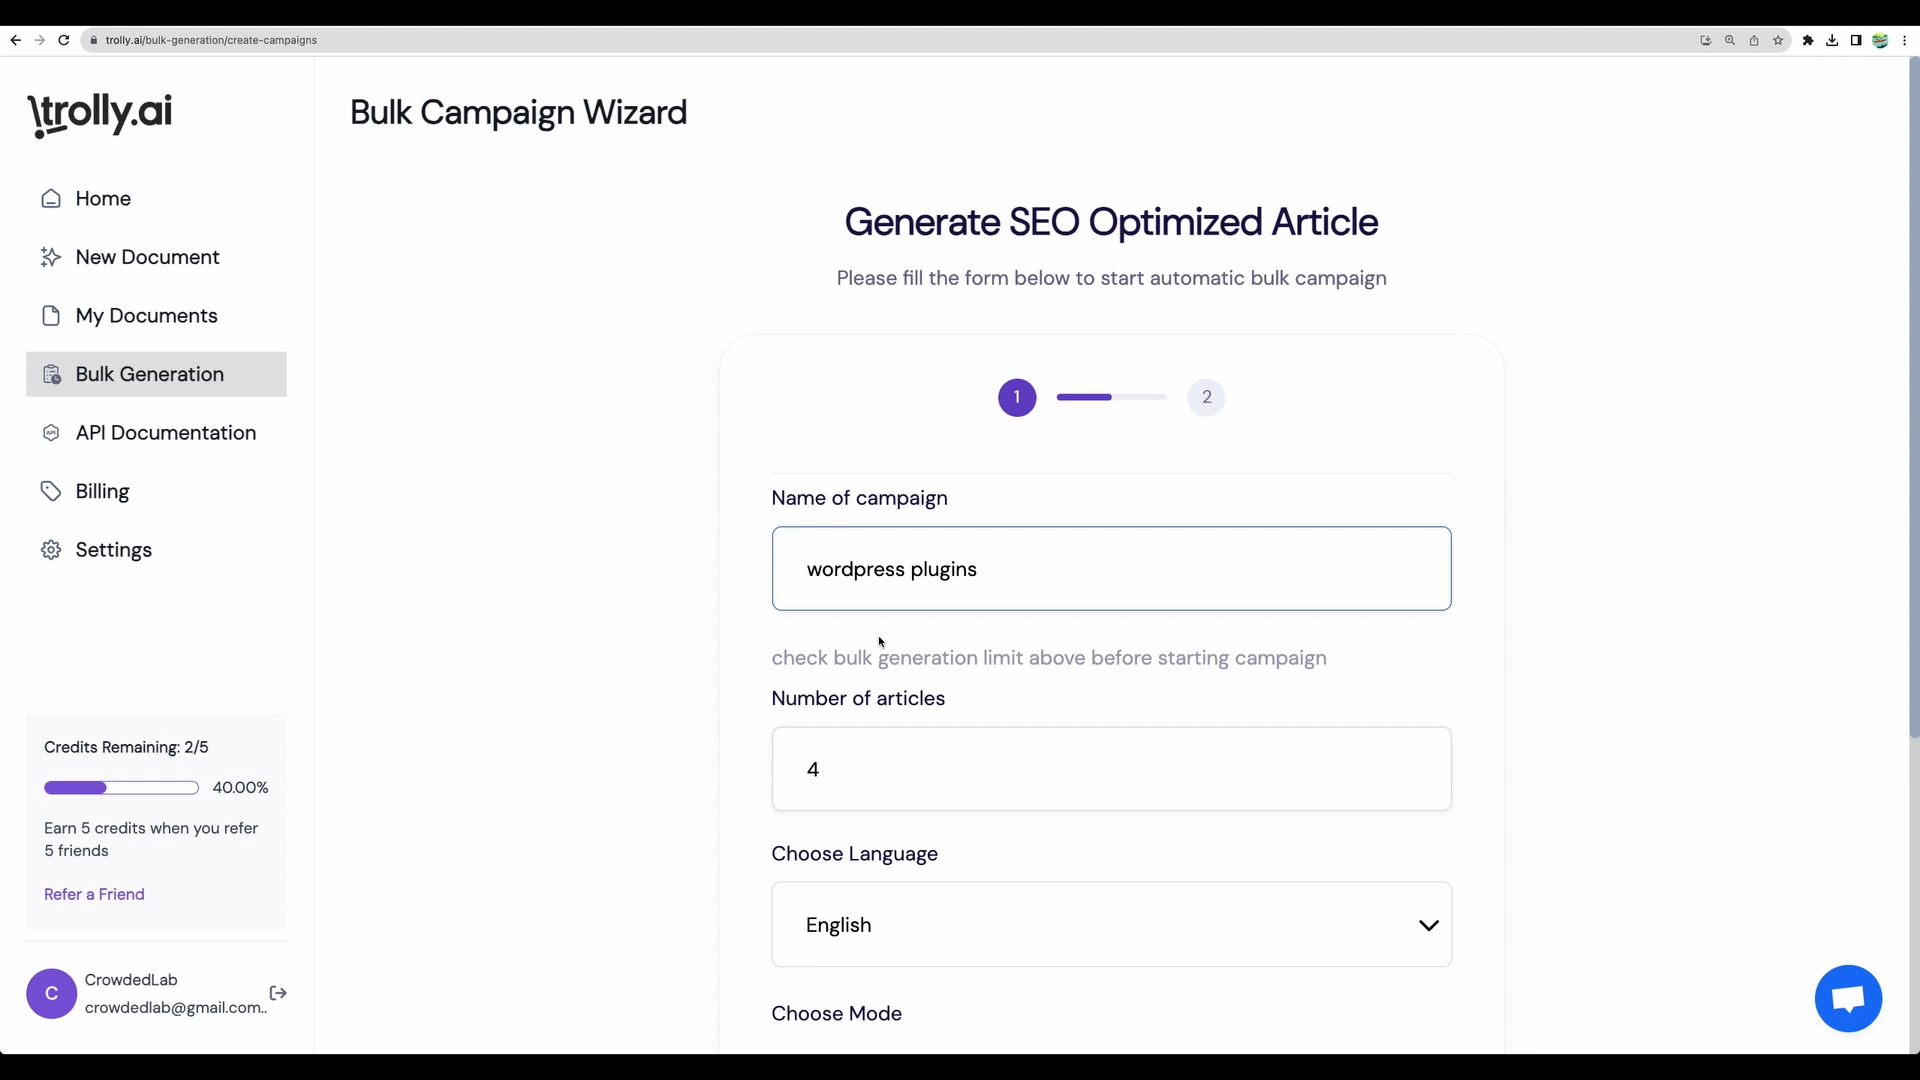 trolly.ai/bulk-generation/create-campaigns
trolly.ai
Home
New Document
My Documents
Bulk Generation
API Documentation
Billing
Settings
Credits Remaining: 2/5
40.00%
Earn 5 credits when you refer
5 friends
Refer a Friend
C
CrowdedLab
crowdedlab@gmail.com..
Bulk Campaign Wizard
Generate SEO Optimized Article
Please fill the form below to start automatic bulk campaign
1
2
Name of campaign
wordpress plugins
check bulk generation limit above before starting campaign
Number of articles
4
Choose Language
English
Choose Mode